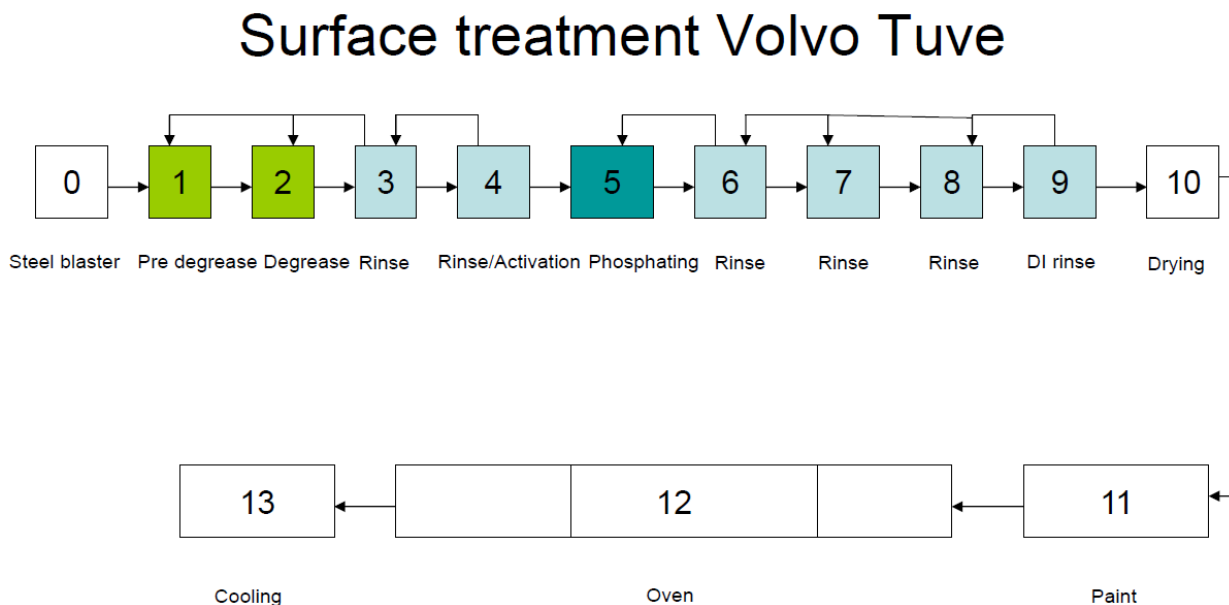 Surface treatment Volvo Tuve
0 1 2 3 4 5 6 7 8 9 10
Steel blaster Pre degrease Degrease Rinse Rinse/Activation Phosphating Rinse Rinse Rinse DI rinse Drying
13 12 11
Cooling Oven Paint